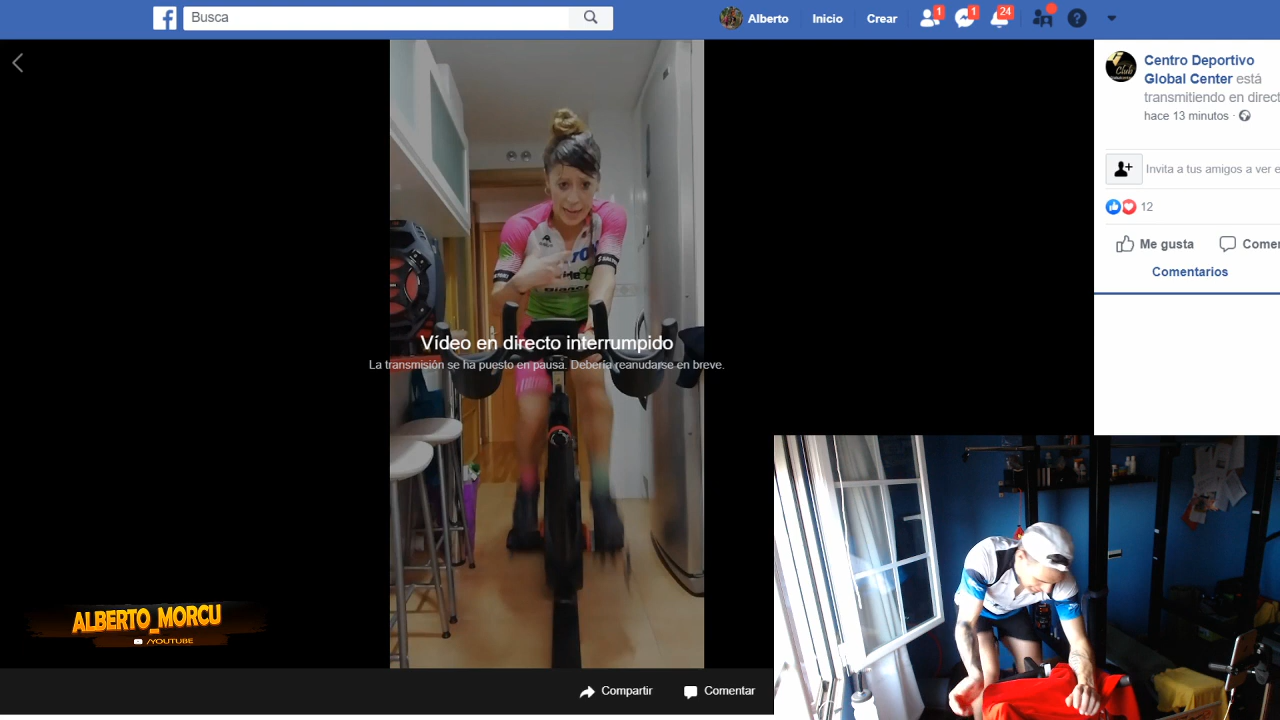 Busca
Alberto
Inicio
Crear
1
1
24
Centro Deportivo
Global Center está
transmitiendo en direct
hace 13 minutos ·
Invita a tus amigos a ver e
12
Me gusta
Comen
Comentarios
Vídeo en directo interrumpido
La transmisión se ha puesto en pausa. Debería reanudarse en breve.
ALBERTO_MORCU
/YOUTUBE
Compartir
Comentar